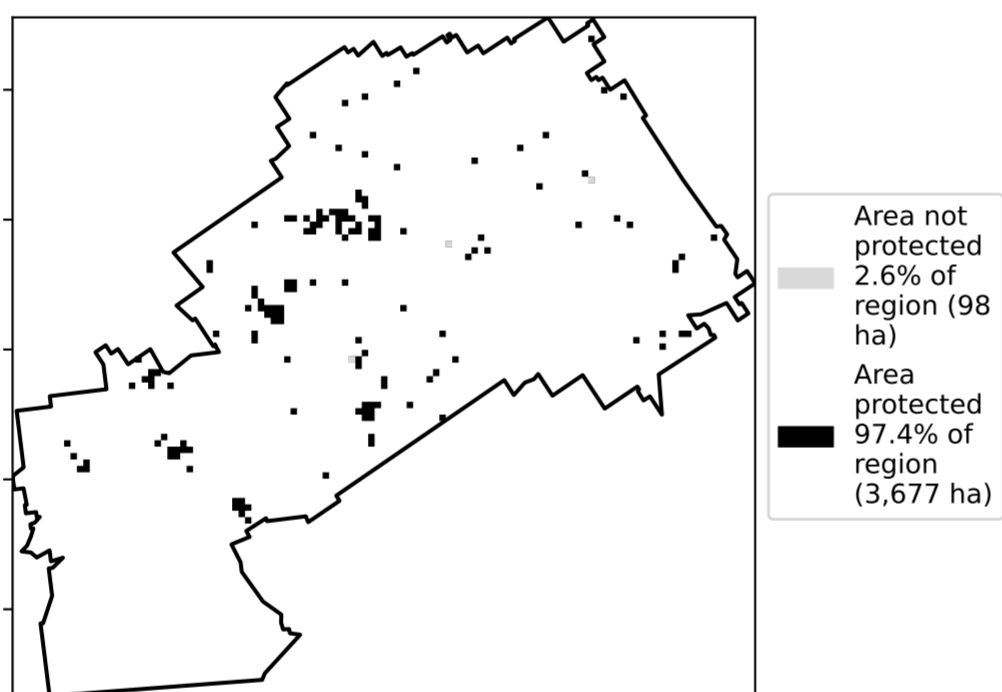 Area not
protected
2.6% of
region (98
ha)
Area
protected
97.4% of
region
(3,677 ha)